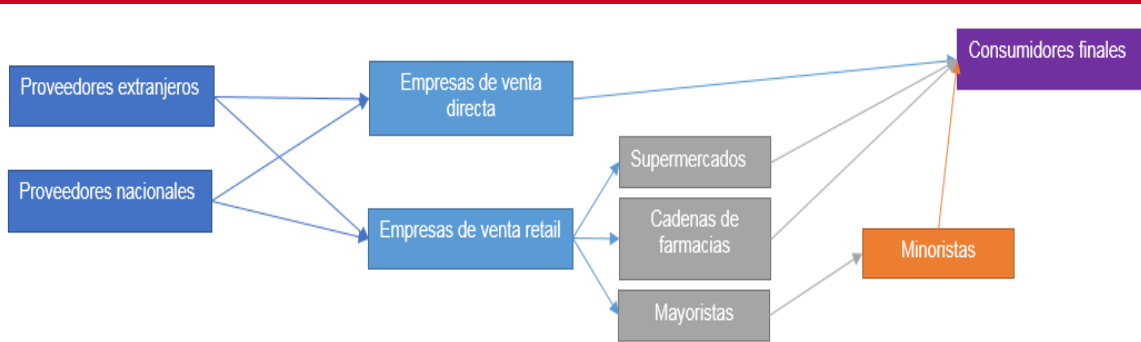 Proveedores extranjeros
Proveedores nacionales
Empresas de venta
directa
Empresas de venta retail
Supermercados
Cadenas de
farmacias
Mayoristas
Minoristas
Consumidores finales